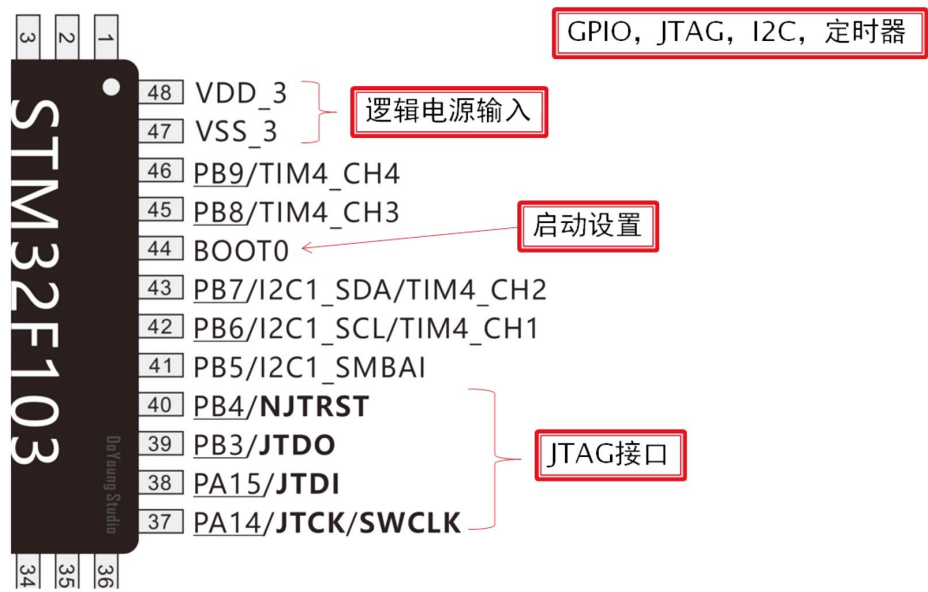 GPIO，JTAG，I2C，定时器
3 2 1
48 VDD_3
47 VSS_3
逻辑电源输入
46 PB9/TIM4_CH4
45 PB8/TIM4_CH3
44 BOOT0
启动设置
43 PB7/I2C1_SDA/TIM4_CH2
42 PB6/I2C1_SCL/TIM4_CH1
41 PB5/I2C1_SMBAI
40 PB4/NJTRST
39 PB3/JTDO
38 PA15/JTDI
37 PA14/JTCK/SWCLK
JTAG接口
STM32F103
DoYoung Studio
34 35 36